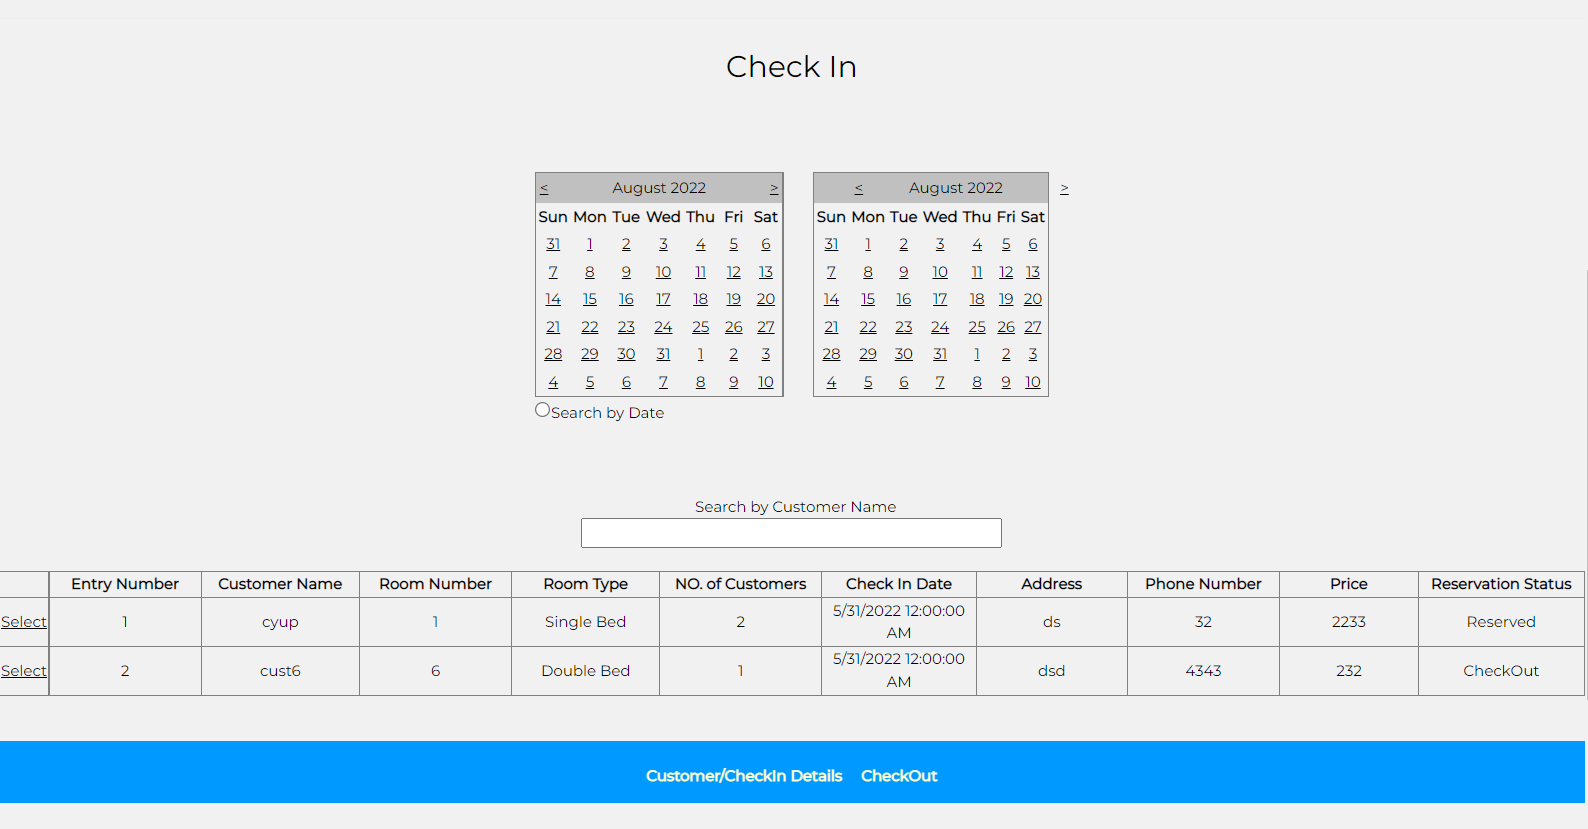 Check In
< August 2022 >
Sun Mon Tue Wed Thu Fri Sat
31 1 2 3 4 5 6
7 8 9 10 11 12 13
14 15 16 17 18 19 20
21 22 23 24 25 26 27
28 29 30 31 1 2 3
4 5 6 7 8 9 10
< August 2022 >
Sun Mon Tue Wed Thu Fri Sat
31 1 2 3 4 5 6
7 8 9 10 11 12 13
14 15 16 17 18 19 20
21 22 23 24 25 26 27
28 29 30 31 1 2 3
4 5 6 7 8 9 10
Search by Date
Search by Customer Name
Entry Number Customer Name Room Number Room Type NO. of Customers Check In Date Address Phone Number Price Reservation Status
Select 1 cyup 1 Single Bed 2 5/31/2022 12:00:00 AM ds 32 2233 Reserved
Select 2 cust6 6 Double Bed 1 5/31/2022 12:00:00 AM dsd 4343 232 CheckOut
Customer/CheckIn Details CheckOut